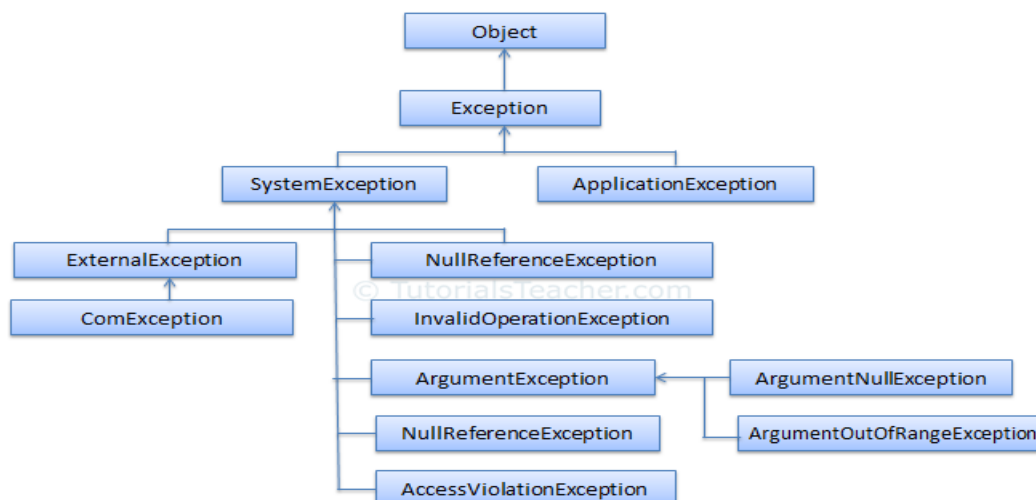 Object
Exception
SystemException
ApplicationException
ExternalException
NullReferenceException
© TutorialsTeacher.com
ComException
InvalidOperationException
ArgumentException
ArgumentNullException
NullReferenceException
ArgumentOutOfRangeException
AccessViolationException